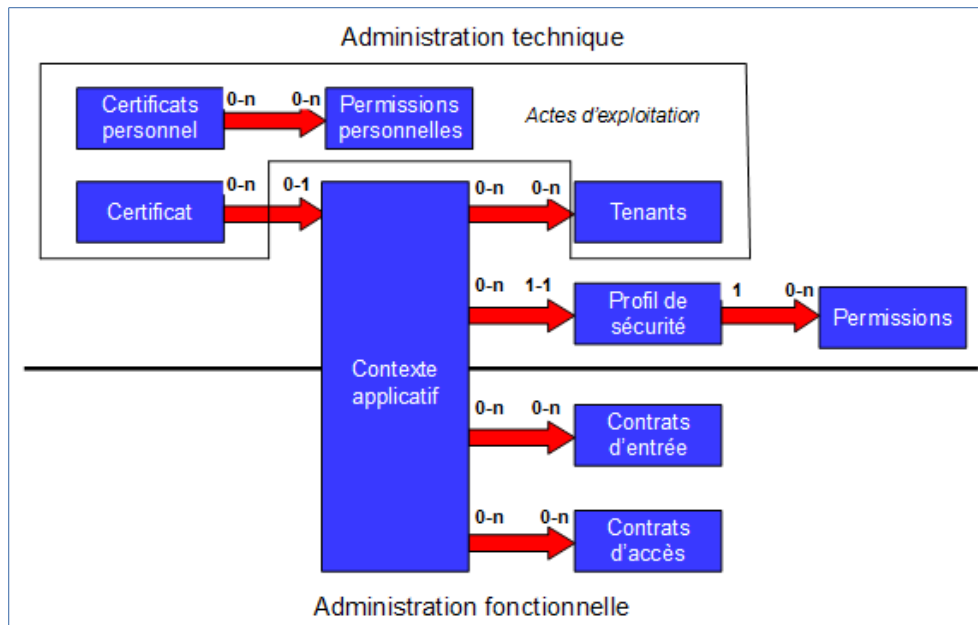 Administration technique
0-n
0-n
Certificats
personnel
Permissions
personnelles
Actes d'exploitation
0-n
0-1
0-n
0-n
Certificat
Tenants
0-n
1-1
1
0-n
Profil de
sécurité
Permissions
Contexte
applicatif
0-n
0-n
Contrats
d'entrée
0-n
0-n
Contrats
d'accès
Administration fonctionnelle